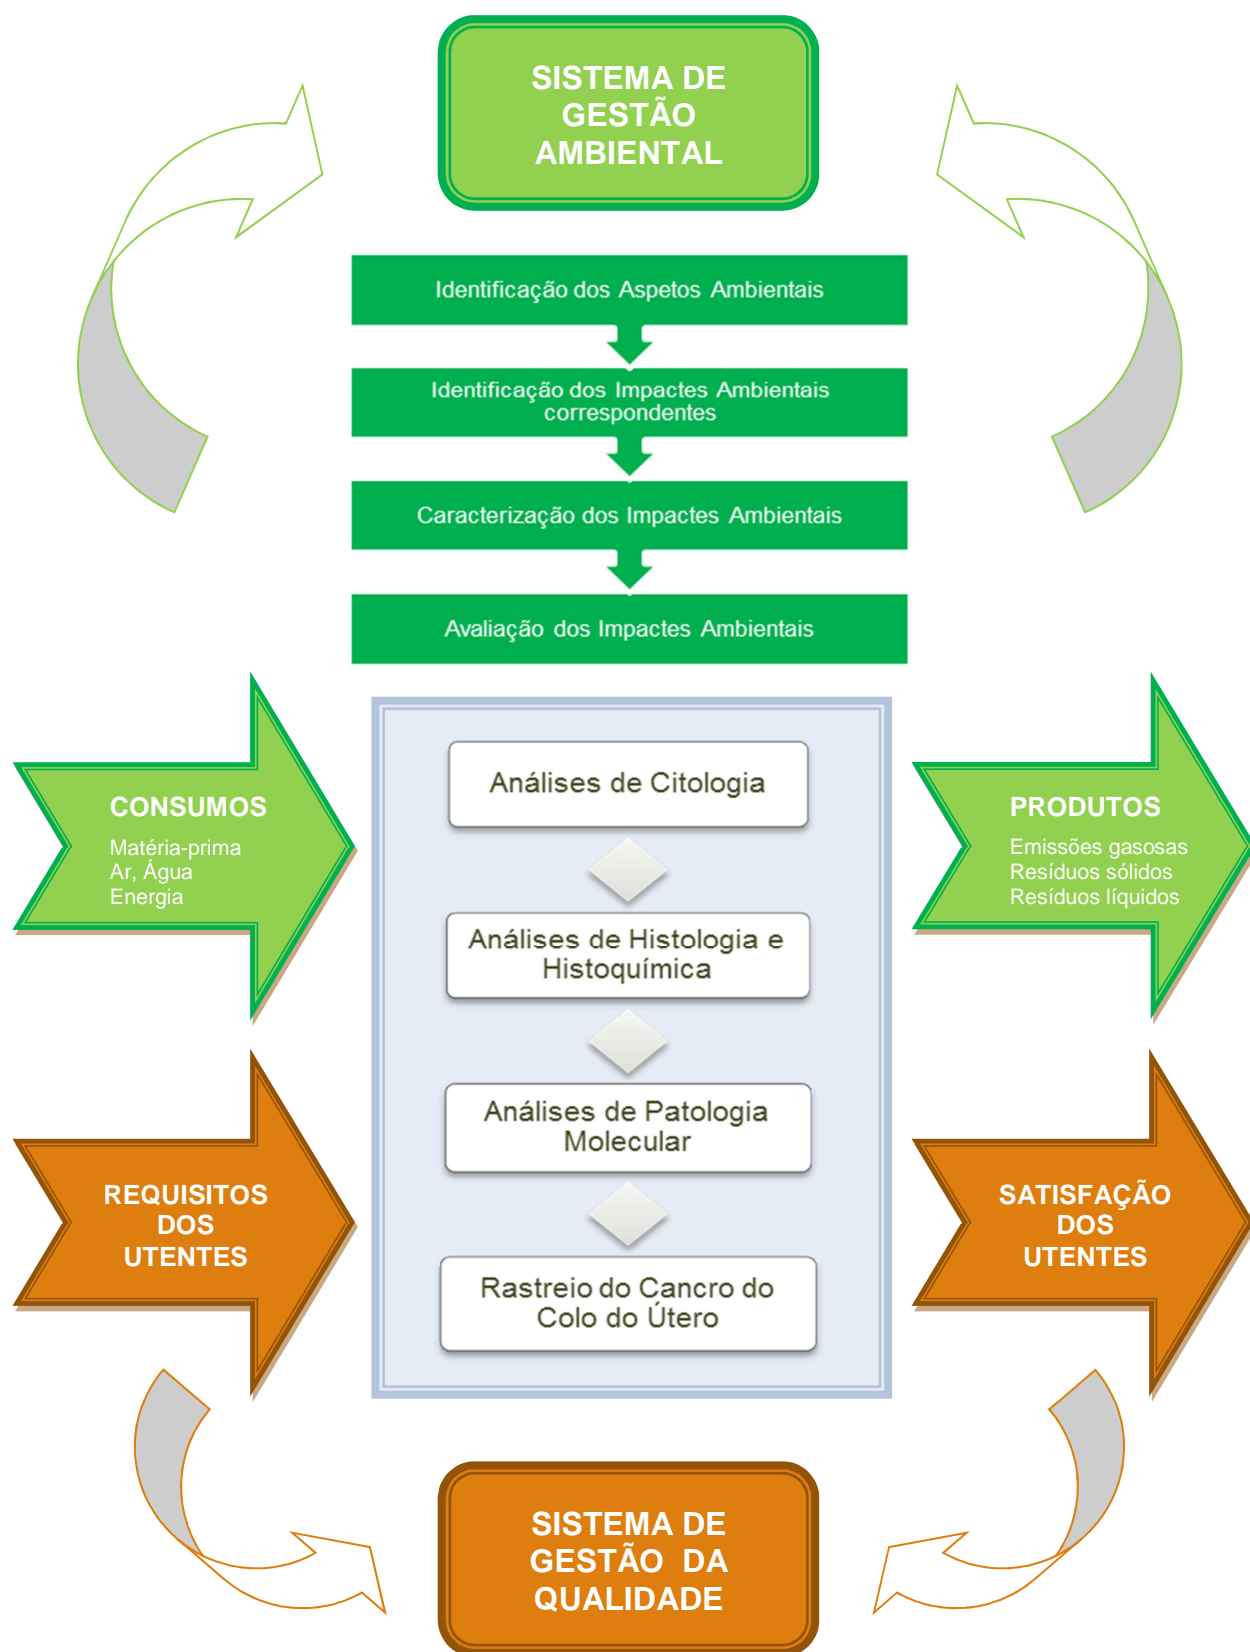 SISTEMA DE
GESTÃO
AMBIENTAL
Identificação dos Aspetos Ambientais
Identificação dos Impactes Ambientais
correspondentes
Caracterização dos Impactes Ambientais
Avaliação dos Impactes Ambientais
CONSUMOS
Matéria-prima
Ar, Água
Energia
Análises de Citologia
Análises de Histologia e
Histoquímica
Análises de Patologia
Molecular
Rastreio do Cancro do
Colo do Útero
PRODUTOS
Emissões gasosas
Resíduos sólidos
Resíduos líquidos
REQUISITOS
DOS
UTENTES
SATISFAÇÃO
DOS
UTENTES
SISTEMA DE
GESTÃO DA
QUALIDADE